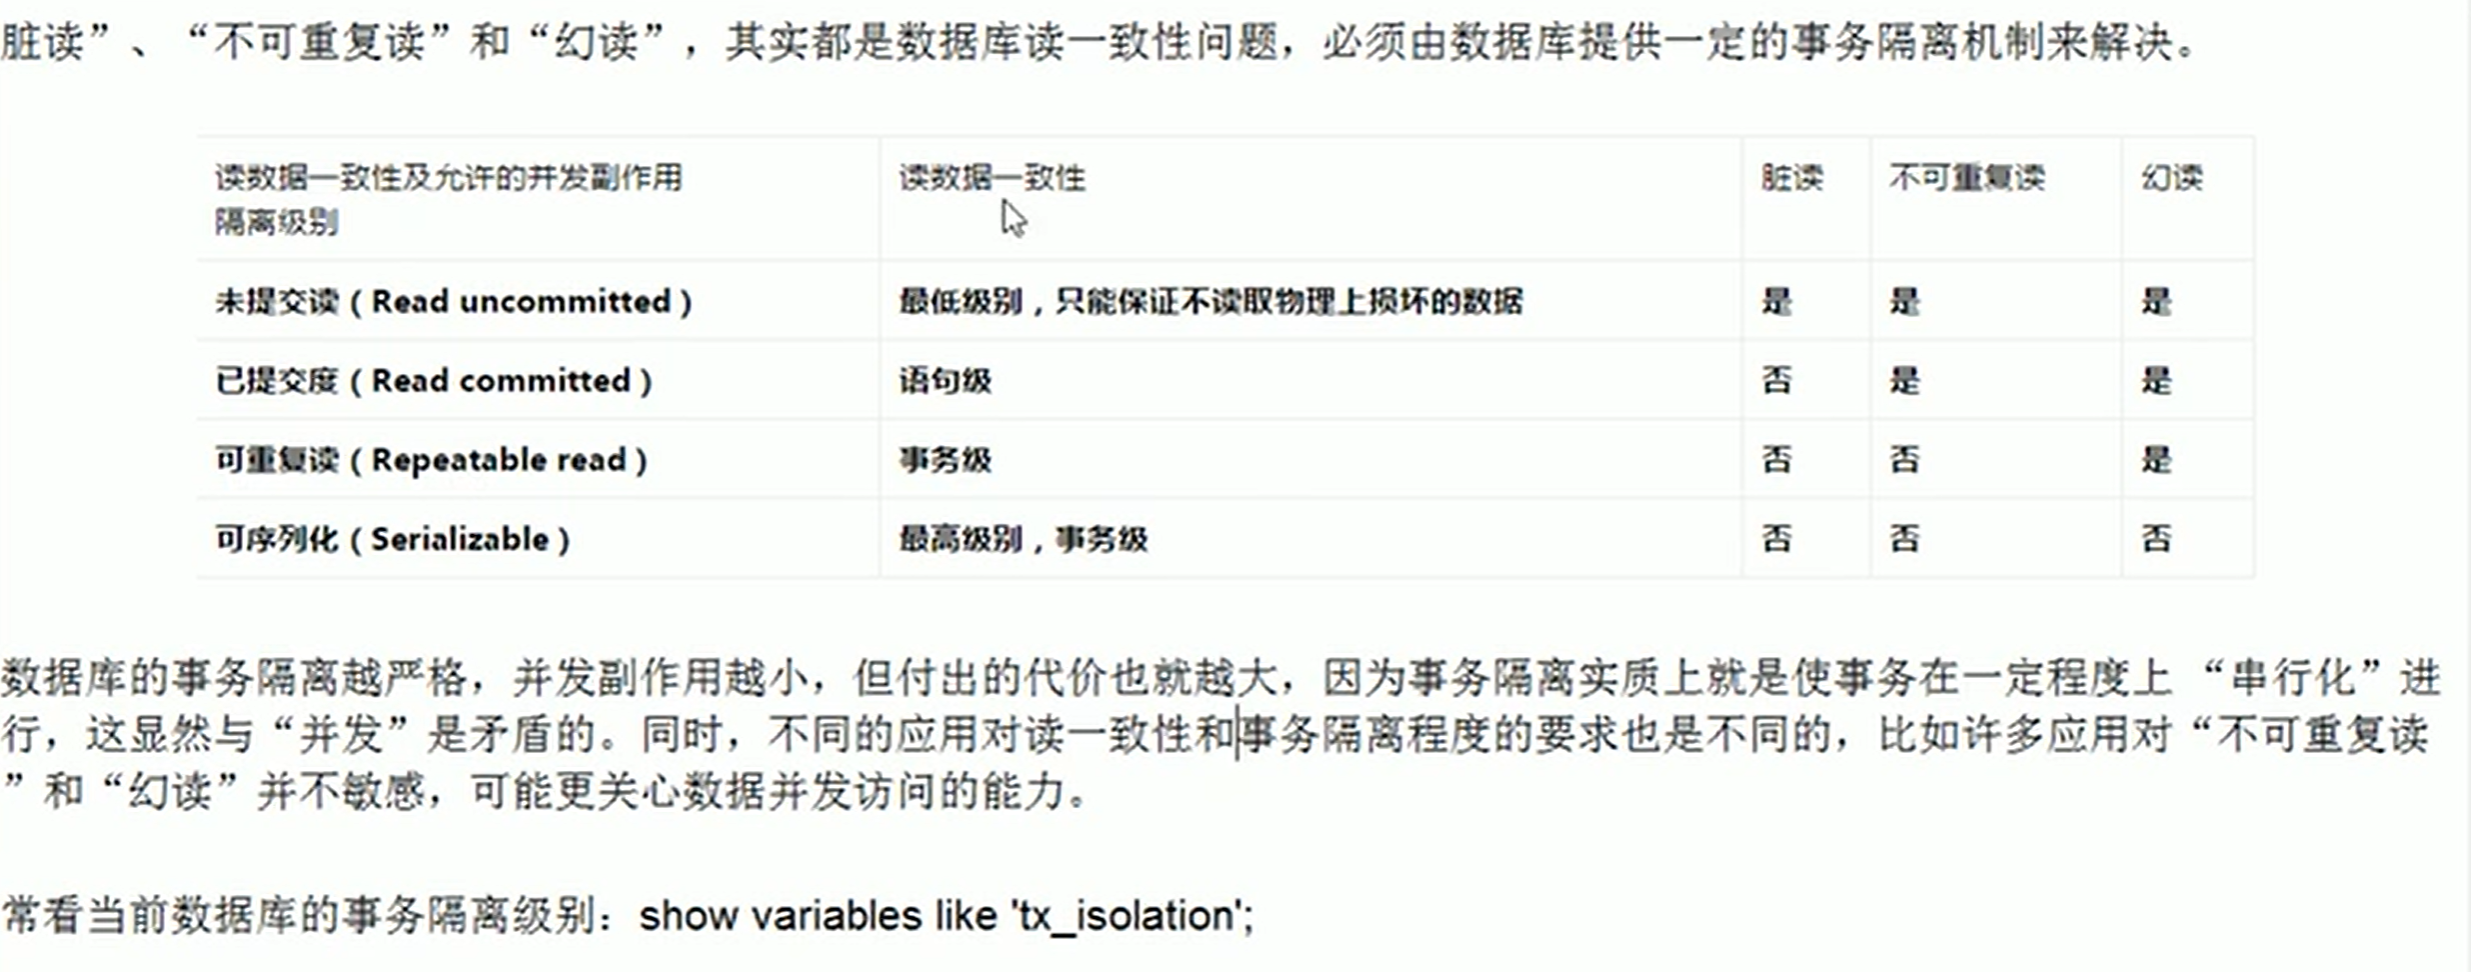 脏读”、“不可重复读”和“幻读”，其实都是数据库读一致性问题，必须由数据库提供一定的事务隔离机制来解决。
读数据一致性及允许的并发副作用 读数据一致性 脏读 不可重复读 幻读
隔离级别
未提交读（Read uncommitted） 最低级别，只能保证不读取物理上损坏的数据 是 是 是
已提交度（Read committed） 语句级 否 是 是
可重复读（Repeatable read） 事务级 否 否 是
可序列化（Serializable） 最高级别，事务级 否 否 否
数据库的事务隔离越严格，并发副作用越小，但付出的代价也就越大，因为事务隔离实质上就是使事务在一定程度上 “串行化”进
行，这显然与“并发”是矛盾的。同时，不同的应用对读一致性和事务隔离程度的要求也是不同的，比如许多应用对“不可重复读
”和“幻读”并不敏感，可能更关心数据并发访问的能力。
常看当前数据库的事务隔离级别：show variables like 'tx_isolation';